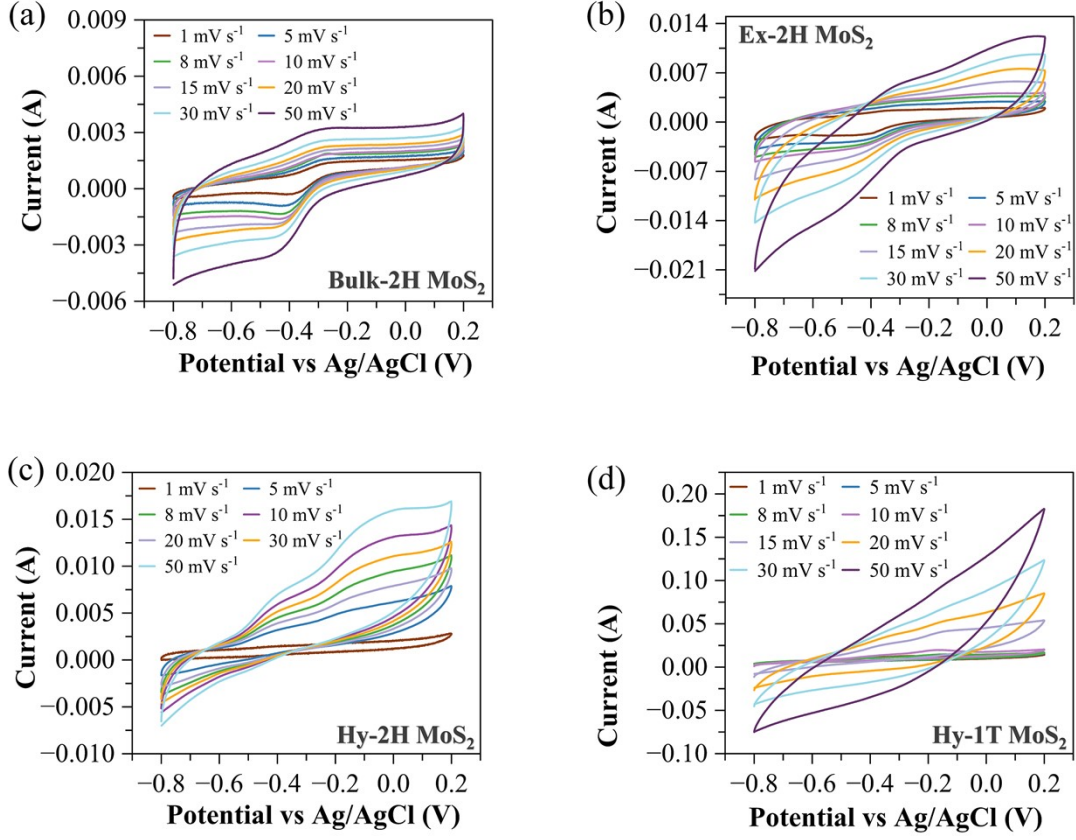 (a)
0.009
0.006
0.003
0.000
−0.003
−0.006
Current (A)
1 mV s⁻¹ 5 mV s⁻¹
8 mV s⁻¹ 10 mV s⁻¹
15 mV s⁻¹ 20 mV s⁻¹
30 mV s⁻¹ 50 mV s⁻¹
Bulk-2H MoS₂
−0.8 −0.6 −0.4 −0.2 0.0 0.2
Potential vs Ag/AgCl (V)
(b)
0.014
0.007
0.000
−0.007
−0.014
−0.021
Current (A)
Ex-2H MoS₂
1 mV s⁻¹ 5 mV s⁻¹
8 mV s⁻¹ 10 mV s⁻¹
15 mV s⁻¹ 20 mV s⁻¹
30 mV s⁻¹ 50 mV s⁻¹
−0.8 −0.6 −0.4 −0.2 0.0 0.2
Potential vs Ag/AgCl (V)
(c)
0.020
0.015
0.010
0.005
0.000
−0.005
−0.010
Current (A)
1 mV s⁻¹ 5 mV s⁻¹
8 mV s⁻¹ 10 mV s⁻¹
20 mV s⁻¹ 30 mV s⁻¹
50 mV s⁻¹
Hy-2H MoS₂
−0.8 −0.6 −0.4 −0.2 0.0 0.2
Potential vs Ag/AgCl (V)
(d)
0.20
0.15
0.10
0.05
0.00
−0.05
−0.10
Current (A)
1 mV s⁻¹ 5 mV s⁻¹
8 mV s⁻¹ 10 mV s⁻¹
15 mV s⁻¹ 20 mV s⁻¹
30 mV s⁻¹ 50 mV s⁻¹
Hy-1T MoS₂
−0.8 −0.6 −0.4 −0.2 0.0 0.2
Potential vs Ag/AgCl (V)